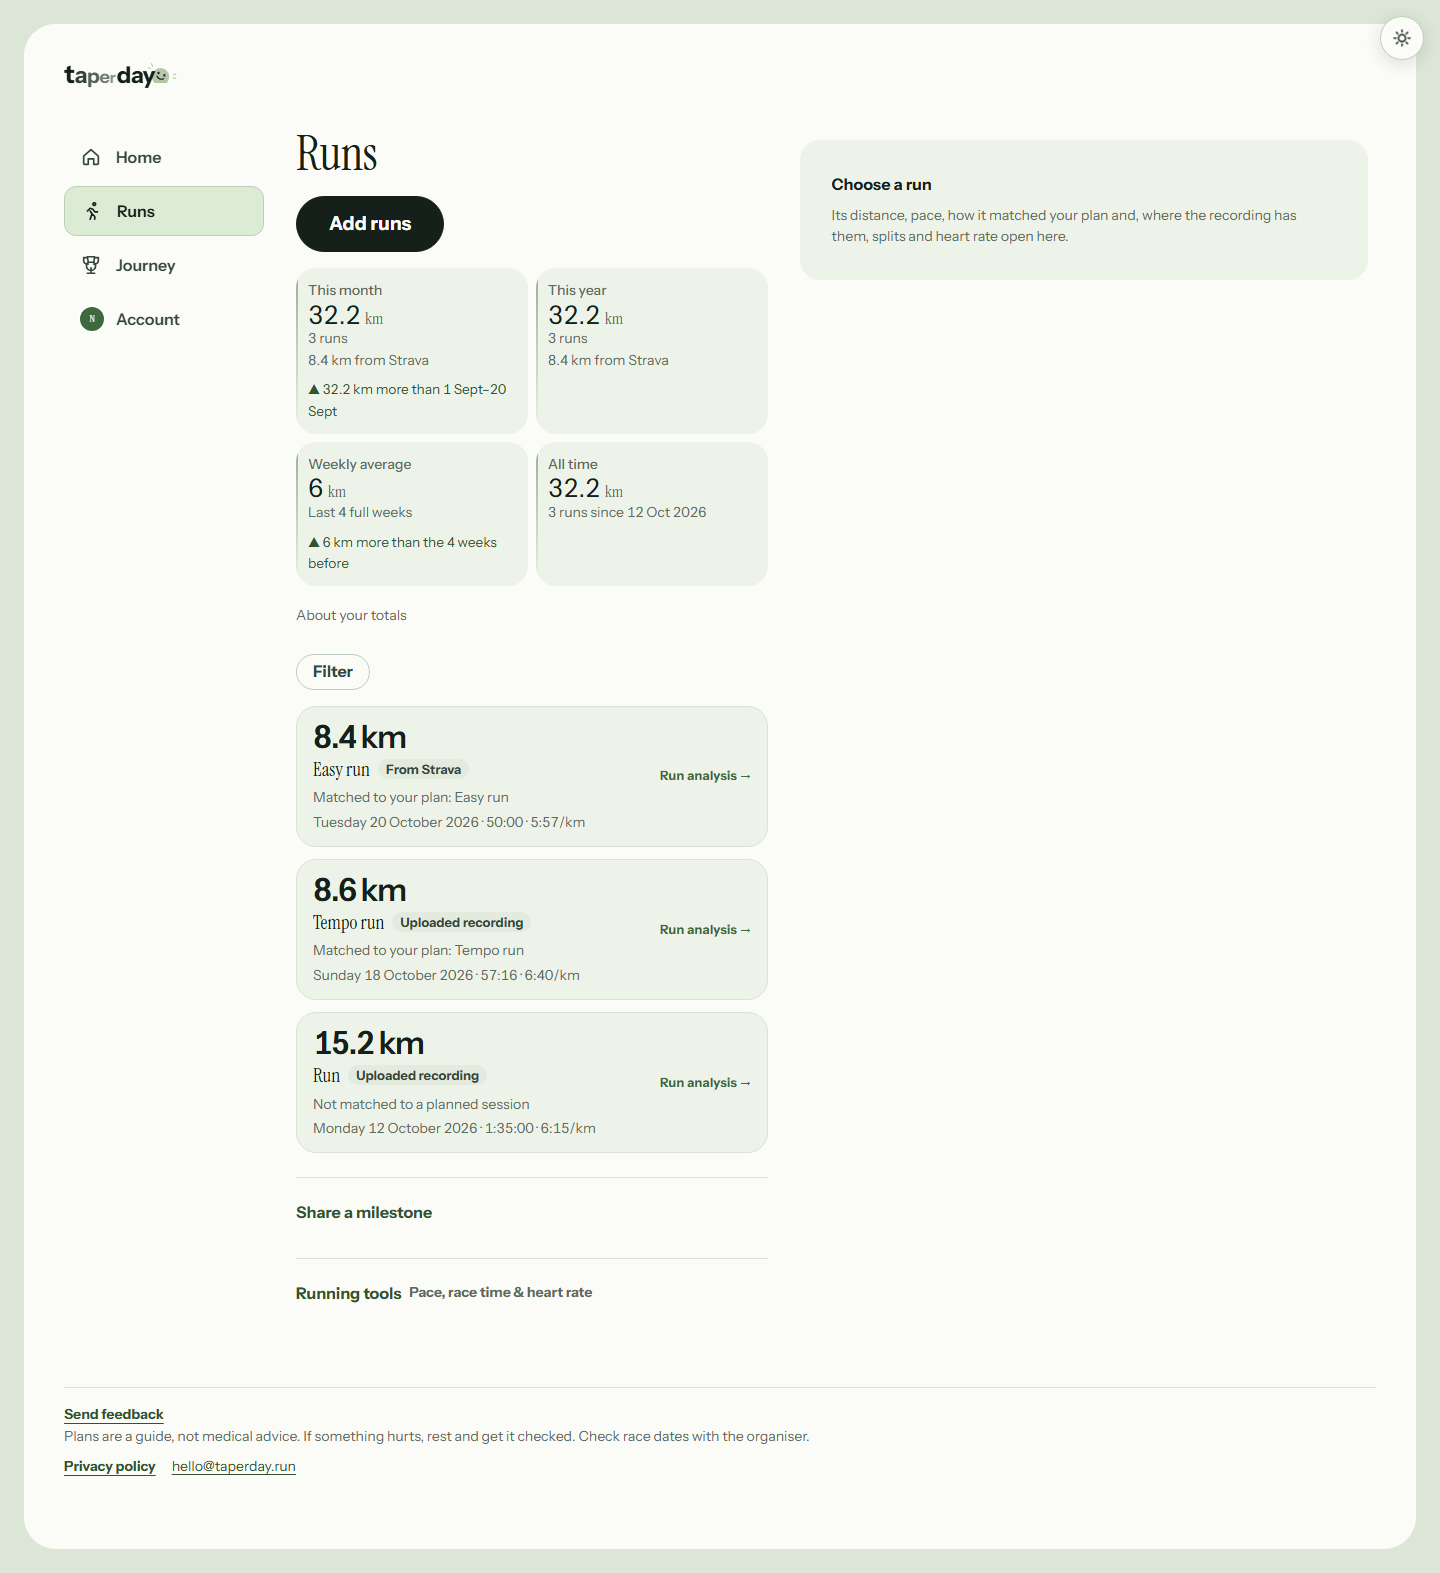 taperday
Home
Runs
Journey
N
Account
Runs
Add runs
This month
32.2 km
3 runs
8.4 km from Strava
▲ 32.2 km more than 1 Sept–20
Sept
This year
32.2 km
3 runs
8.4 km from Strava
Weekly average
6 km
Last 4 full weeks
▲ 6 km more than the 4 weeks
before
All time
32.2 km
3 runs since 12 Oct 2026
About your totals
Filter
8.4 km
Easy run From Strava
Run analysis →
Matched to your plan: Easy run
Tuesday 20 October 2026 · 50:00 · 5:57/km
8.6 km
Tempo run Uploaded recording
Run analysis →
Matched to your plan: Tempo run
Sunday 18 October 2026 · 57:16 · 6:40/km
15.2 km
Run Uploaded recording
Run analysis →
Not matched to a planned session
Monday 12 October 2026 · 1:35:00 · 6:15/km
Share a milestone
Running tools Pace, race time & heart rate
Choose a run
Its distance, pace, how it matched your plan and, where the recording has
them, splits and heart rate open here.
Send feedback
Plans are a guide, not medical advice. If something hurts, rest and get it checked. Check race dates with the organiser.
Privacy policy hello@taperday.run